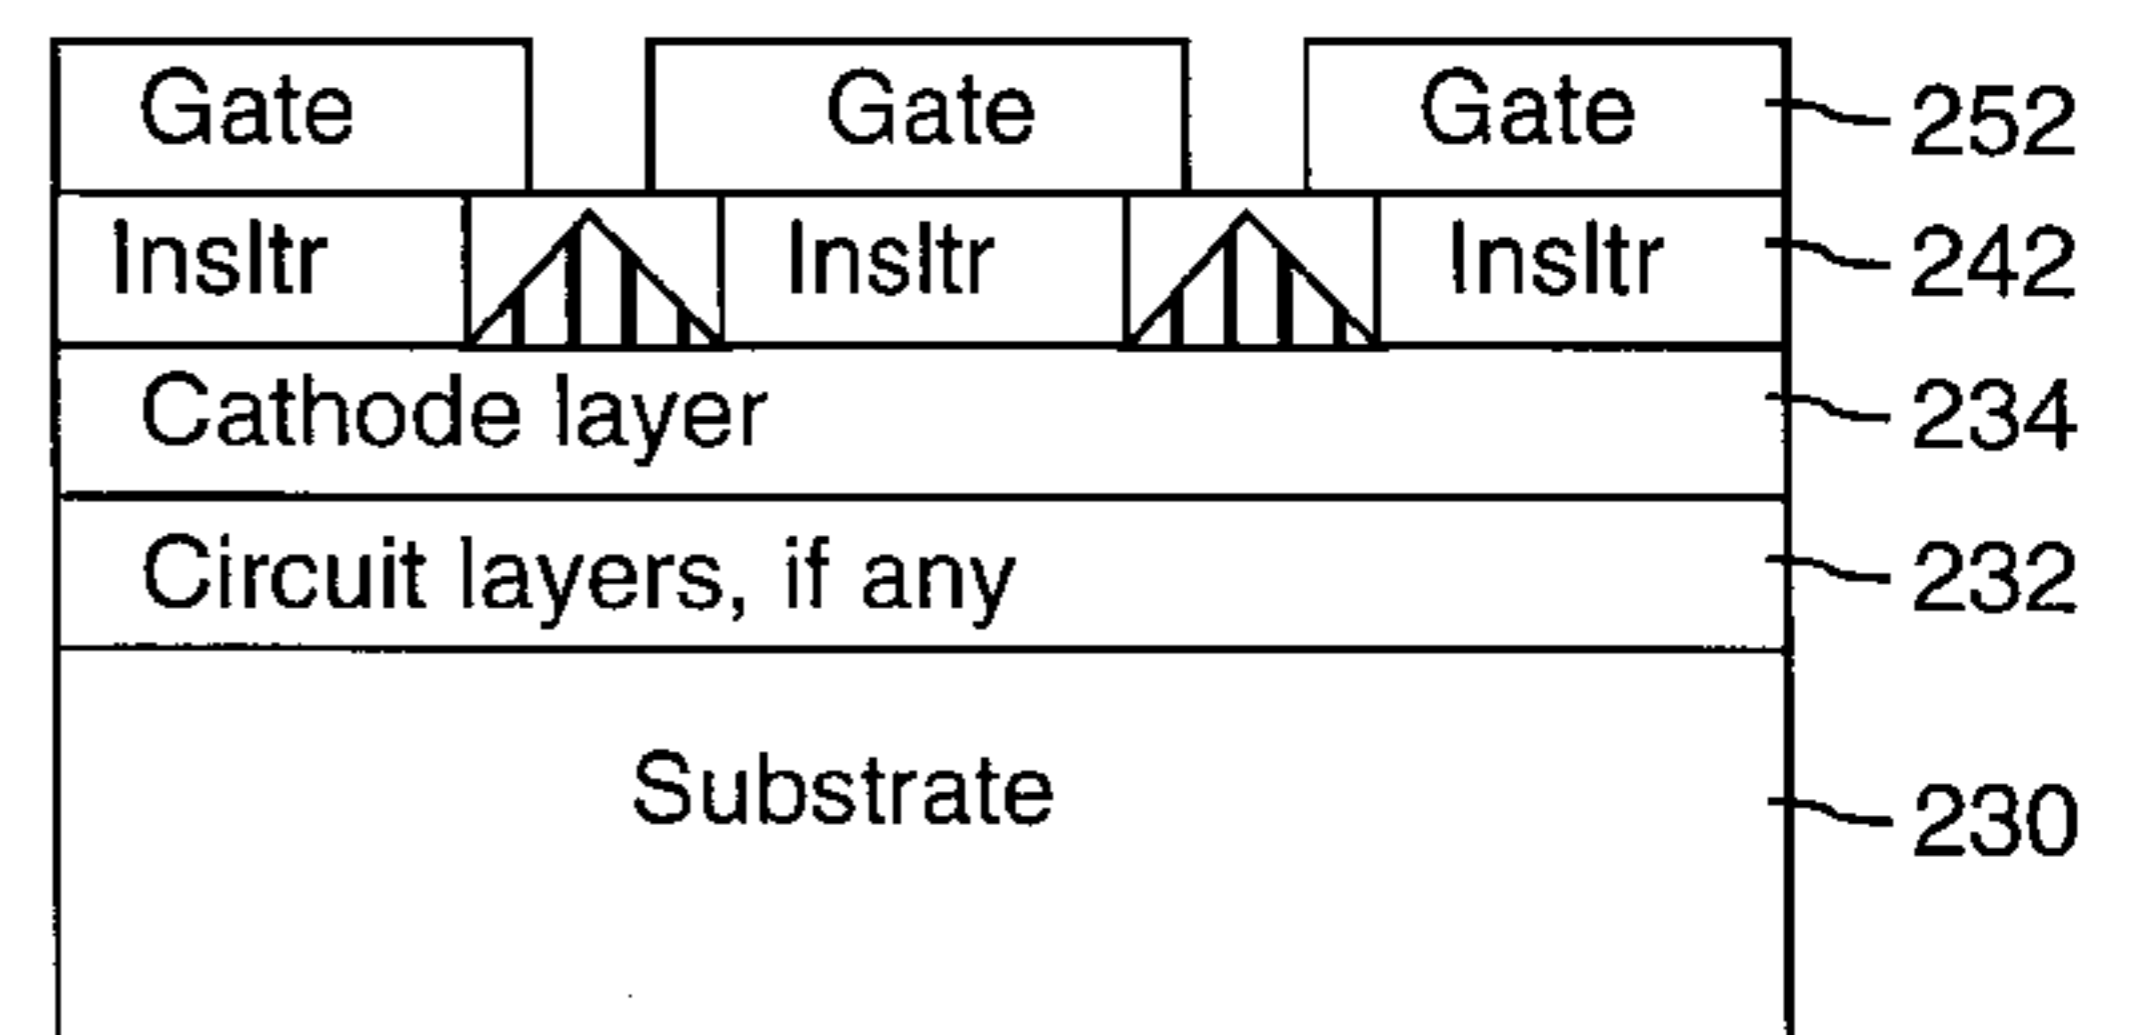 Gate Gate Gate 252
Insltr Insltr Insltr 242
Cathode layer 234
Circuit layers, if any 232
Substrate 230